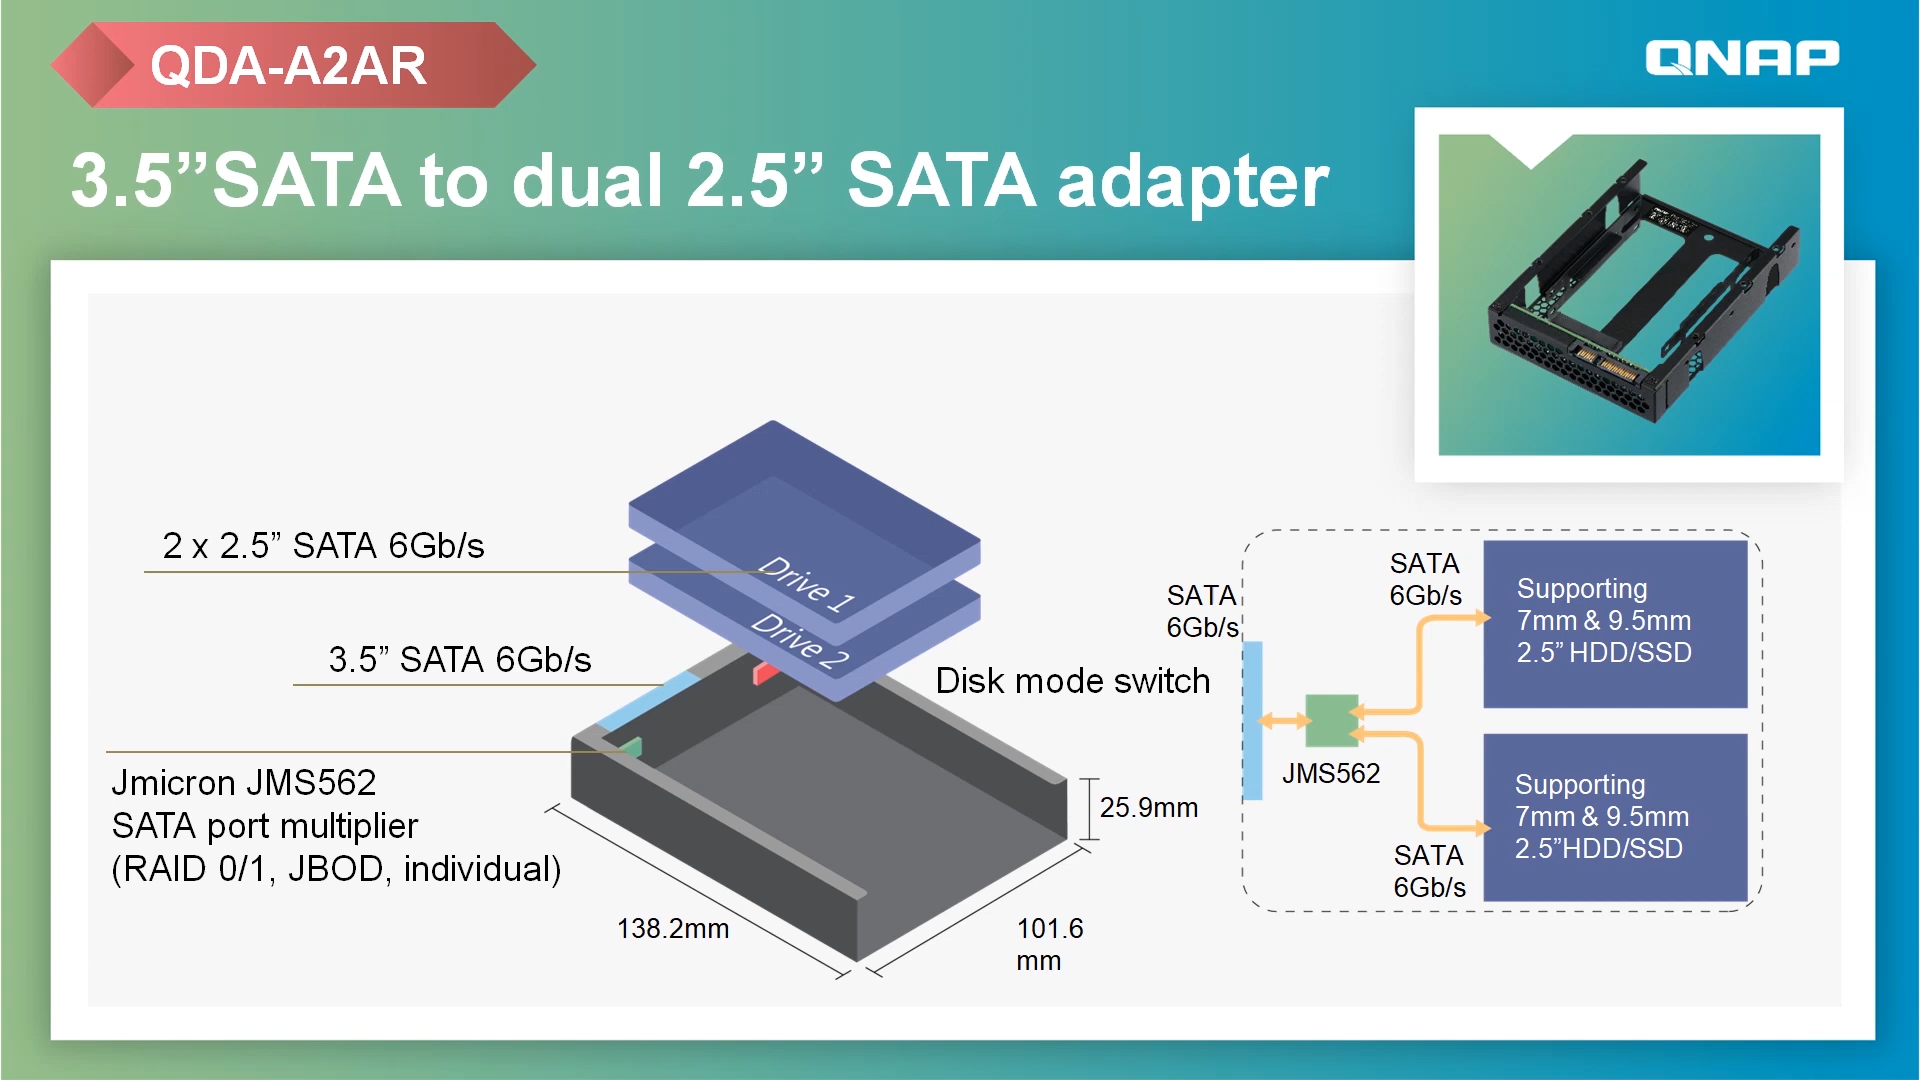 QDA-A2AR
QNAP
3.5”SATA to dual 2.5” SATA adapter
2 x 2.5” SATA 6Gb/s
3.5” SATA 6Gb/s
Jmicron JMS562
SATA port multiplier
(RAID 0/1, JBOD, individual)
Drive 1
Drive 2
Disk mode switch
25.9mm
138.2mm
101.6
mm
SATA
6Gb/s
JMS562
SATA
6Gb/s
Supporting
7mm & 9.5mm
2.5” HDD/SSD
SATA
6Gb/s
Supporting
7mm & 9.5mm
2.5”HDD/SSD